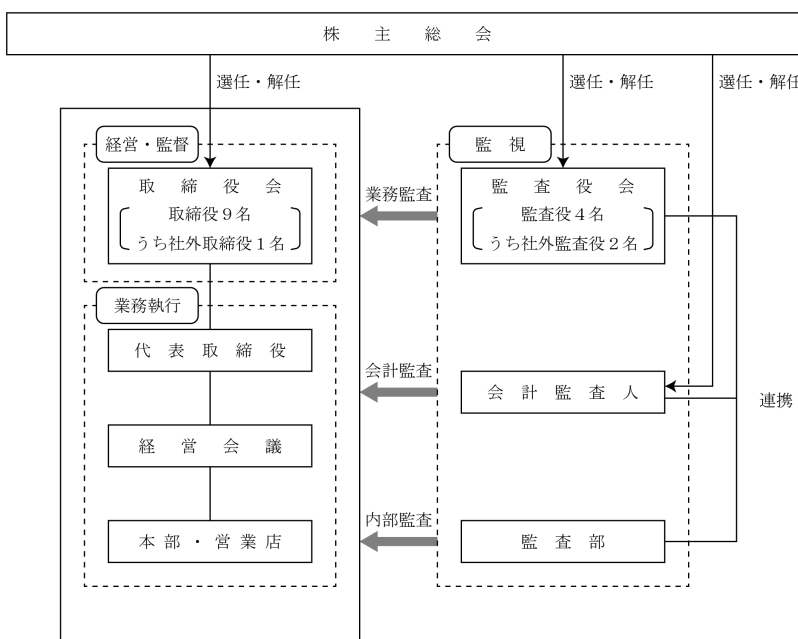 株主総会
選任・解任
選任・解任
選任・解任
経営・監督
監視
取締役会
取締役9名
うち社外取締役1名
業務監査
監査役会
監査役4名
うち社外監査役2名
業務執行
代表取締役
会計監査
会計監査人
連携
経営会議
内部監査
本部・営業店
監査部